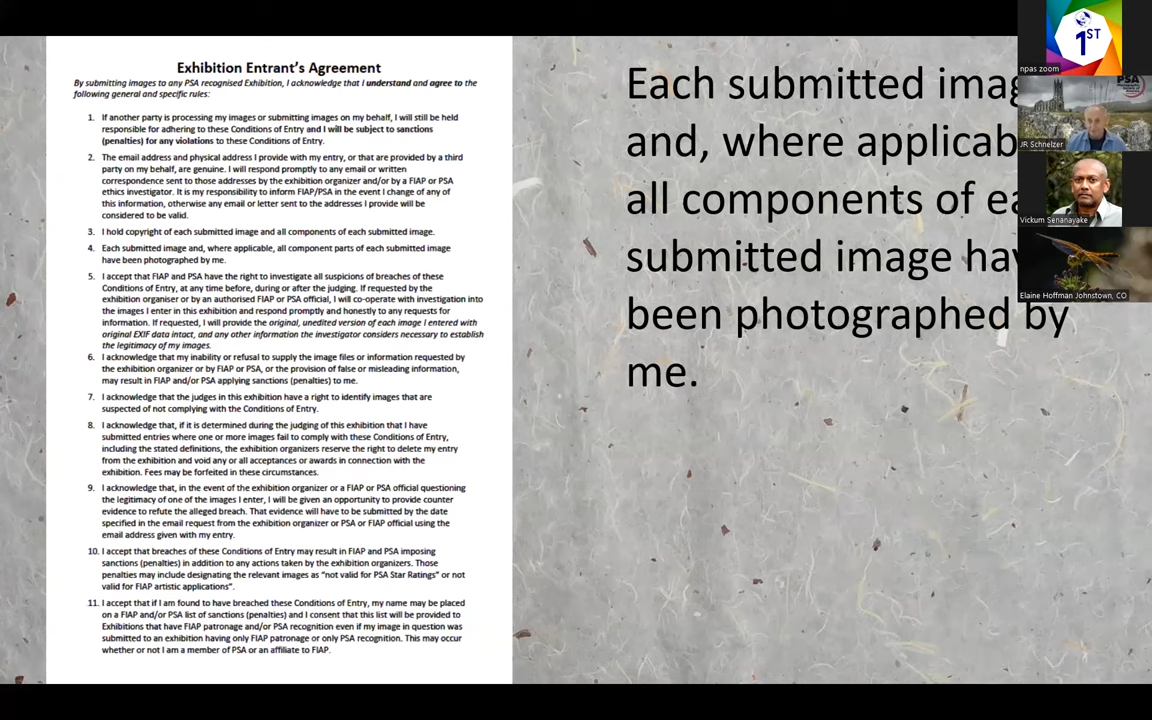 Exhibition Entrant's Agreement
By submitting images to any PSA recognised Exhibition, I acknowledge that I understand and agree to the
following general and specific rules:
1. If another party is processing my images or submitting images on my behalf, I will still be held
responsible for adhering to these Conditions of Entry and I will be subject to sanctions
(penalties) for any violations to these Conditions of Entry.
2. The email address and physical address I provide with my entry, or that are provided by a third
party on my behalf, are genuine. I will respond promptly to any email or written
correspondence sent to those addresses by the exhibition organizer and/or by a FIAP or PSA
ethics investigator. It is my responsibility to inform FIAP/PSA in the event I change of any of
this information, otherwise any email or letter sent to the addresses I provide will be
considered to be valid.
3. I hold copyright of each submitted image and all components of each submitted image.
4. Each submitted image and, where applicable, all component parts of each submitted image
have been photographed by me.
5. I accept that FIAP and PSA have the right to investigate all suspicions of breaches of these
Conditions of Entry, at any time before, during or after the judging. If requested by the
exhibition organiser or by an authorised FIAP or PSA official, I will co-operate with investigation into
the images I enter in this exhibition and respond promptly and honestly to any requests for
information. If requested, I will provide the original, unedited version of each image I entered with
original EXIF data intact, and any other information the investigator considers necessary to establish
the legitimacy of my images.
6. I acknowledge that my inability or refusal to supply the image files or information requested by
the exhibition organizer or by FIAP or PSA, or the provision of false or misleading information,
may result in FIAP and/or PSA applying sanctions (penalties) to me.
7. I acknowledge that the judges in this exhibition have a right to identify images that are
suspected of not complying with the Conditions of Entry.
8. I acknowledge that, if it is determined during the judging of this exhibition that I have
submitted entries where one or more images fail to comply with these Conditions of Entry,
including the stated definitions, the exhibition organizers reserve the right to delete my entry
from the exhibition and void any or all acceptances or awards in connection with the
exhibition. Fees may be forfeited in these circumstances.
9. I acknowledge that, in the event of the exhibition organizer or a FIAP or PSA official questioning
the legitimacy of one of the images I enter, I will be given an opportunity to provide counter
evidence to refute the alleged breach. That evidence will have to be submitted by the date
specified in the email request from the exhibition organizer or PSA or FIAP official using the
email address given with my entry.
10. I accept that breaches of these Conditions of Entry may result in FIAP and PSA imposing
sanctions (penalties) in addition to any actions taken by the exhibition organizers. Those
penalties may include designating the relevant images as "not valid for PSA Star Ratings" or not
valid for FIAP artistic applications".
11. I accept that if I am found to have breached these Conditions of Entry, my name may be placed
on a FIAP and/or PSA list of sanctions (penalties) and I consent that this list will be provided to
Exhibitions that have FIAP patronage and/or PSA recognition even if my image in question was
submitted to an exhibition having only FIAP patronage or only PSA recognition. This may occur
whether or not I am a member of PSA or an affiliate to FIAP.
Each submitted imag
and, where applicab
all components of ea
submitted image hav
been photographed by
me.
1ST
npas zoom
PSA
JR Schnelzer
Vickum Senanayake
Elaine Hoffman Johnstown, CO